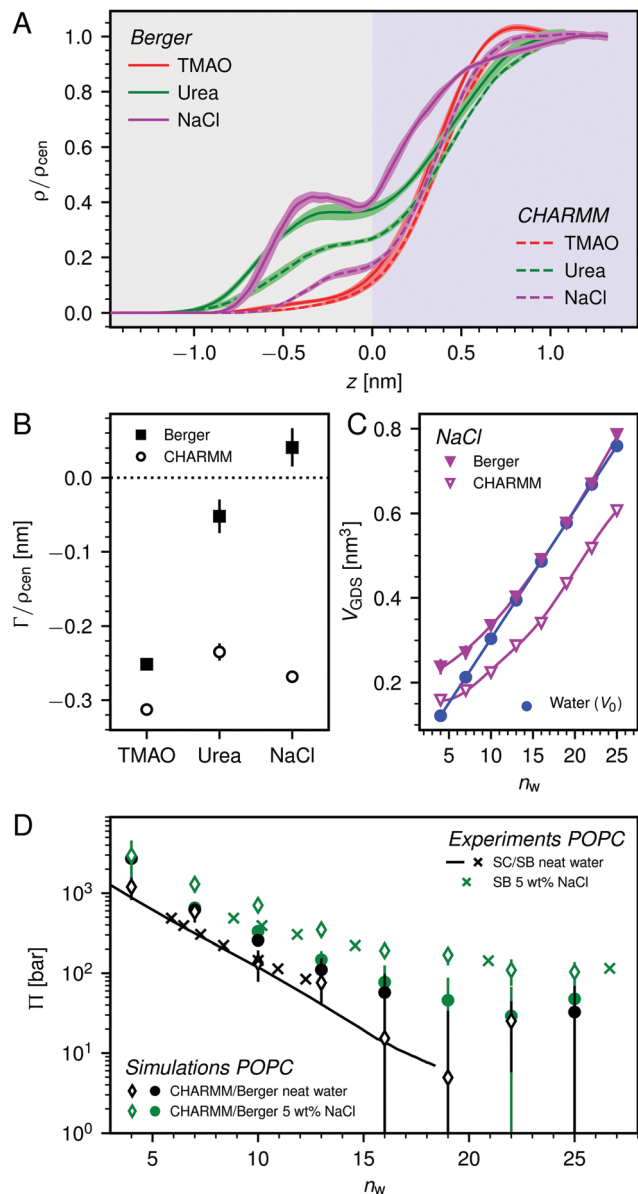 A
Berger
TMAO
Urea
NaCl
CHARMM
TMAO
Urea
NaCl
ρ/ρcen
1.0
0.8
0.6
0.4
0.2
0.0
−1.0 −0.5 0.0 0.5 1.0
z [nm]
B
Berger
CHARMM
Γ/ρcen [nm]
0.0
−0.1
−0.2
−0.3
TMAO Urea NaCl
C
NaCl
Berger
CHARMM
Water (V0)
VGDS [nm³]
0.8
0.6
0.4
0.2
5 10 15 20 25
nw
D
Experiments POPC
SC/SB neat water
SB 5 wt% NaCl
Simulations POPC
CHARMM/Berger neat water
CHARMM/Berger 5 wt% NaCl
Π [bar]
10³
10²
10¹
10⁰
5 10 15 20 25
nw